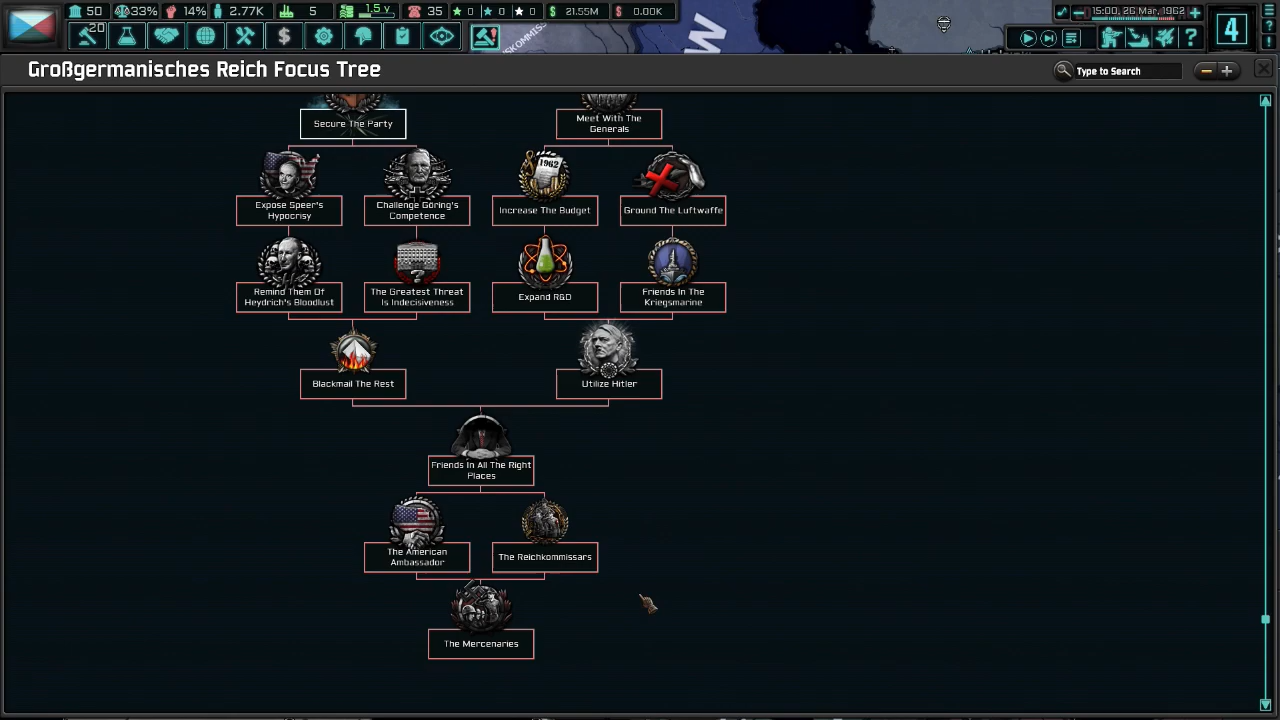 50 33% 14% 2.77K 5 1.5 v 35 0 0 0 21.55M 0.00K 15:00, 26 Mar, 1962 4
20
Großgermanisches Reich Focus Tree
Type to Search
Secure The Party
Meet With The
Generals
1962
Expose Speer's
Hypocrisy
Challenge Göring's
Competence
Increase The Budget
Ground The Luftwaffe
Remind Them Of
Heydrich's Bloodlust
The Greatest Threat
Is Indecisiveness
Expand R&D
Friends In The
Kriegsmarine
Blackmail The Rest
Utilize Hitler
Friends In All The Right
Places
The American
Ambassador
The Reichkommissars
The Mercenaries